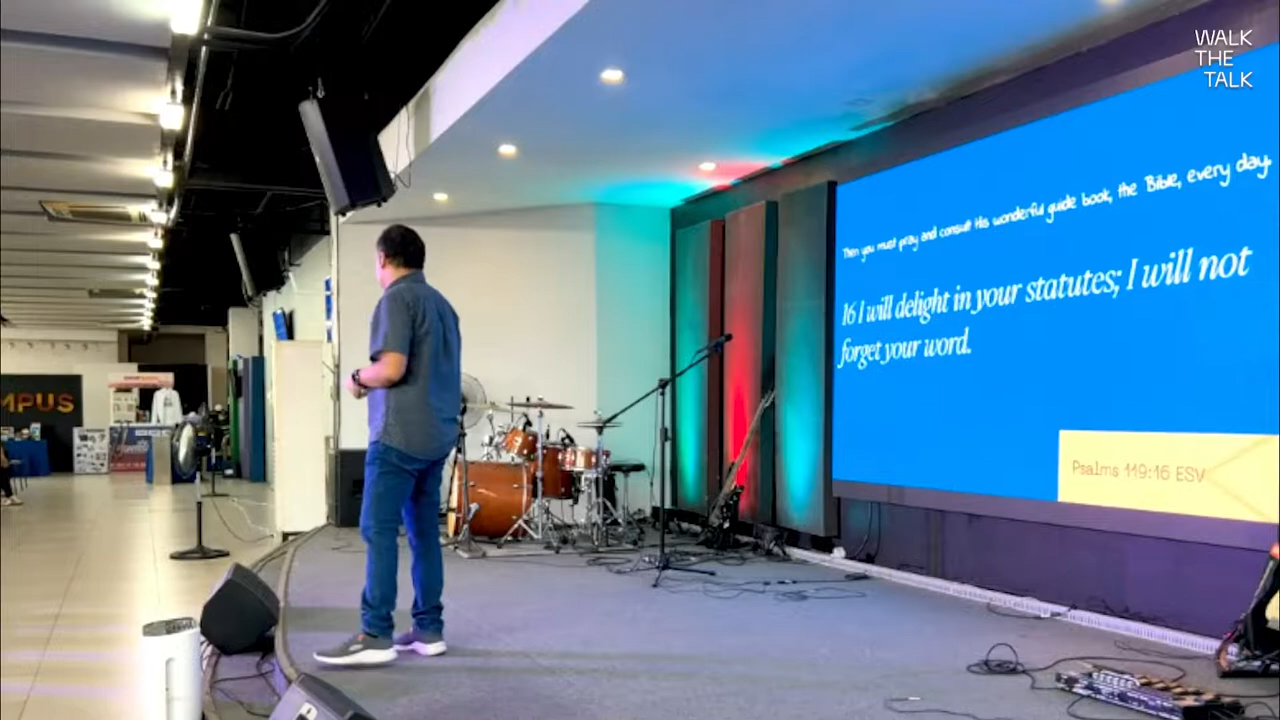 WALK
THE
TALK
Then you must pray and consult His wonderful guide book, the Bible, every day.
16 I will delight in your statutes; I will not
forget your word.
Psalms 119:16 ESV
MPUS